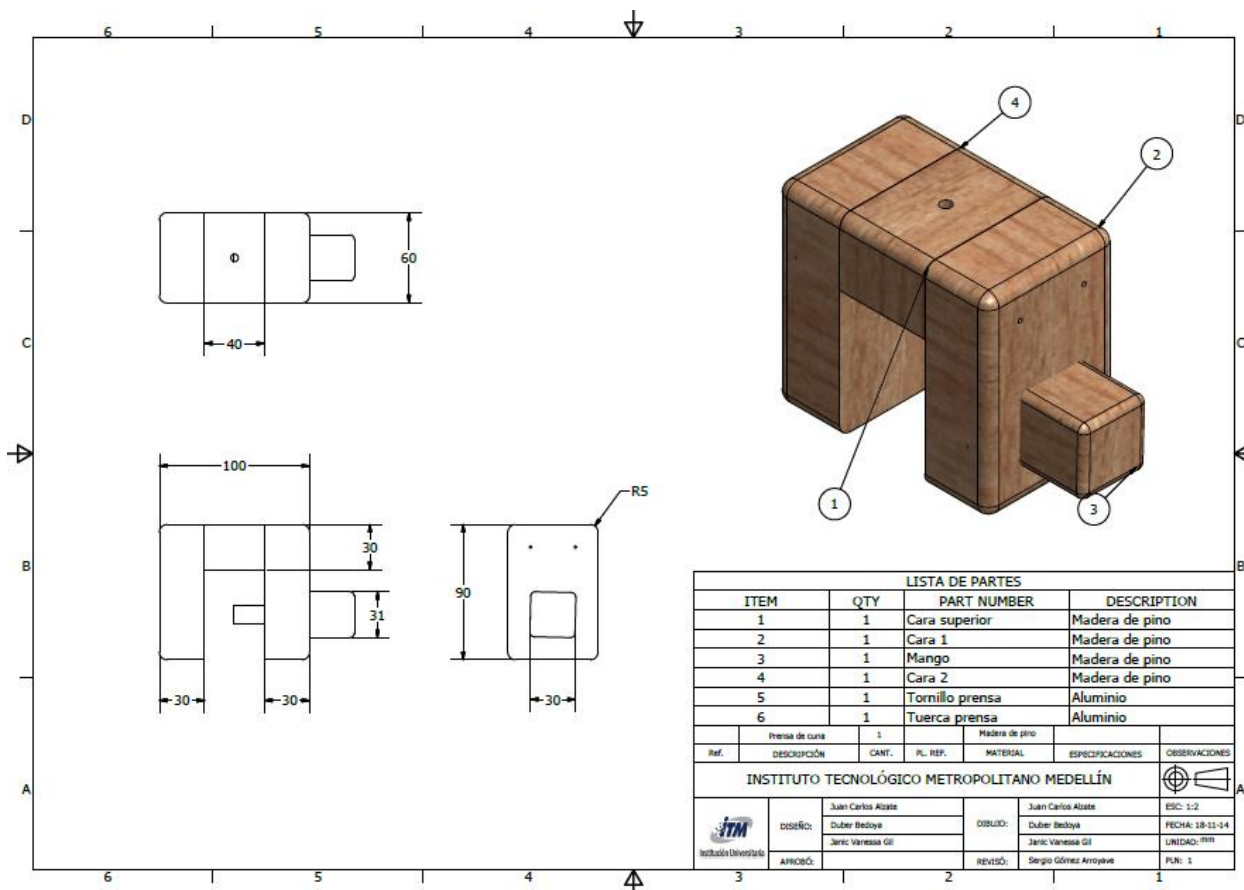 6 5 4 3 2 1
D D
4
2
60
C C
40
100
R5
1
3
30
B B
90
31
30 30 30
LISTA DE PARTES
ITEM QTY PART NUMBER DESCRIPTION
1 1 Cara superior Madera de pino
2 1 Cara 1 Madera de pino
3 1 Mango Madera de pino
4 1 Cara 2 Madera de pino
5 1 Tornillo prensa Aluminio
6 1 Tuerca prensa Aluminio
Prensa de cuna 1 Madera de pino
Ref. DESCRIPCIÓN CANT. PL. REF. MATERIAL ESPECIFICACIONES OBSERVACIONES
A A
INSTITUTO TECNOLÓGICO METROPOLITANO MEDELLÍN
iTM
Institución Universitaria
DISEÑO: Juan Carlos Alzate DIBUJO: Juan Carlos Alzate ESC: 1:2
Duber Bedoya Duber Bedoya FECHA: 18-11-14
Janic Vanessa Gil Janic Vanessa Gil UNIDAD: mm
APROBÓ: REVISÓ: Sergio Gómez Arroyave PLN: 1
6 5 4 3 2 1